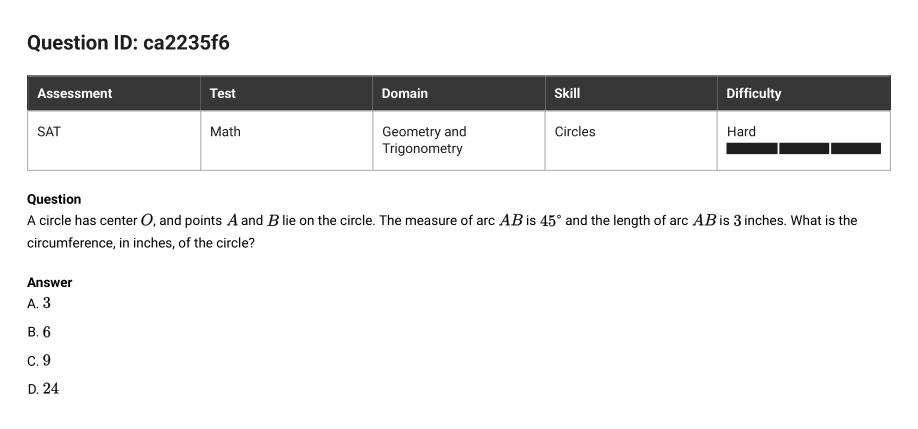 Question ID: ca2235f6
Assessment Test Domain Skill Difficulty
SAT Math Geometry and Circles Hard
Trigonometry
Question
A circle has center O, and points A and B lie on the circle. The measure of arc AB is 45° and the length of arc AB is 3 inches. What is the
circumference, in inches, of the circle?
Answer
A. 3
B. 6
C. 9
D. 24